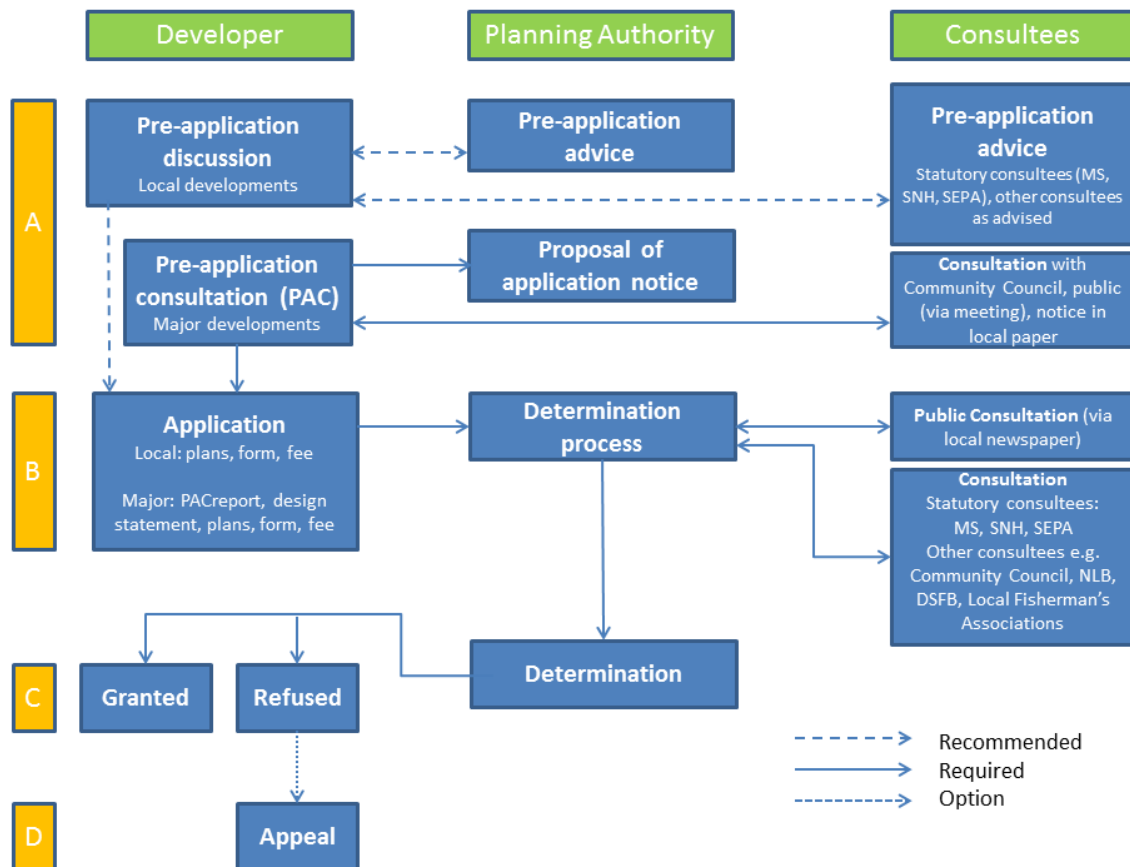 Developer
Planning Authority
Consultees
A
Pre-application
discussion
Local developments
Pre-application
advice
Pre-application
advice
Statutory consultees (MS,
SNH, SEPA), other consultees
as advised
Pre-application
consultation (PAC)
Major developments
Proposal of
application notice
Consultation with
Community Council, public
(via meeting), notice in
local paper
B
Application
Local: plans, form, fee
Major: PACreport, design
statement, plans, form, fee
Determination
process
Public Consultation (via
local newspaper)
Consultation
Statutory consultees:
MS, SNH, SEPA
Other consultees e.g.
Community Council, NLB,
DSFB, Local Fisherman's
Associations
C
Granted
Refused
Determination
D
Appeal
Recommended
Required
Option